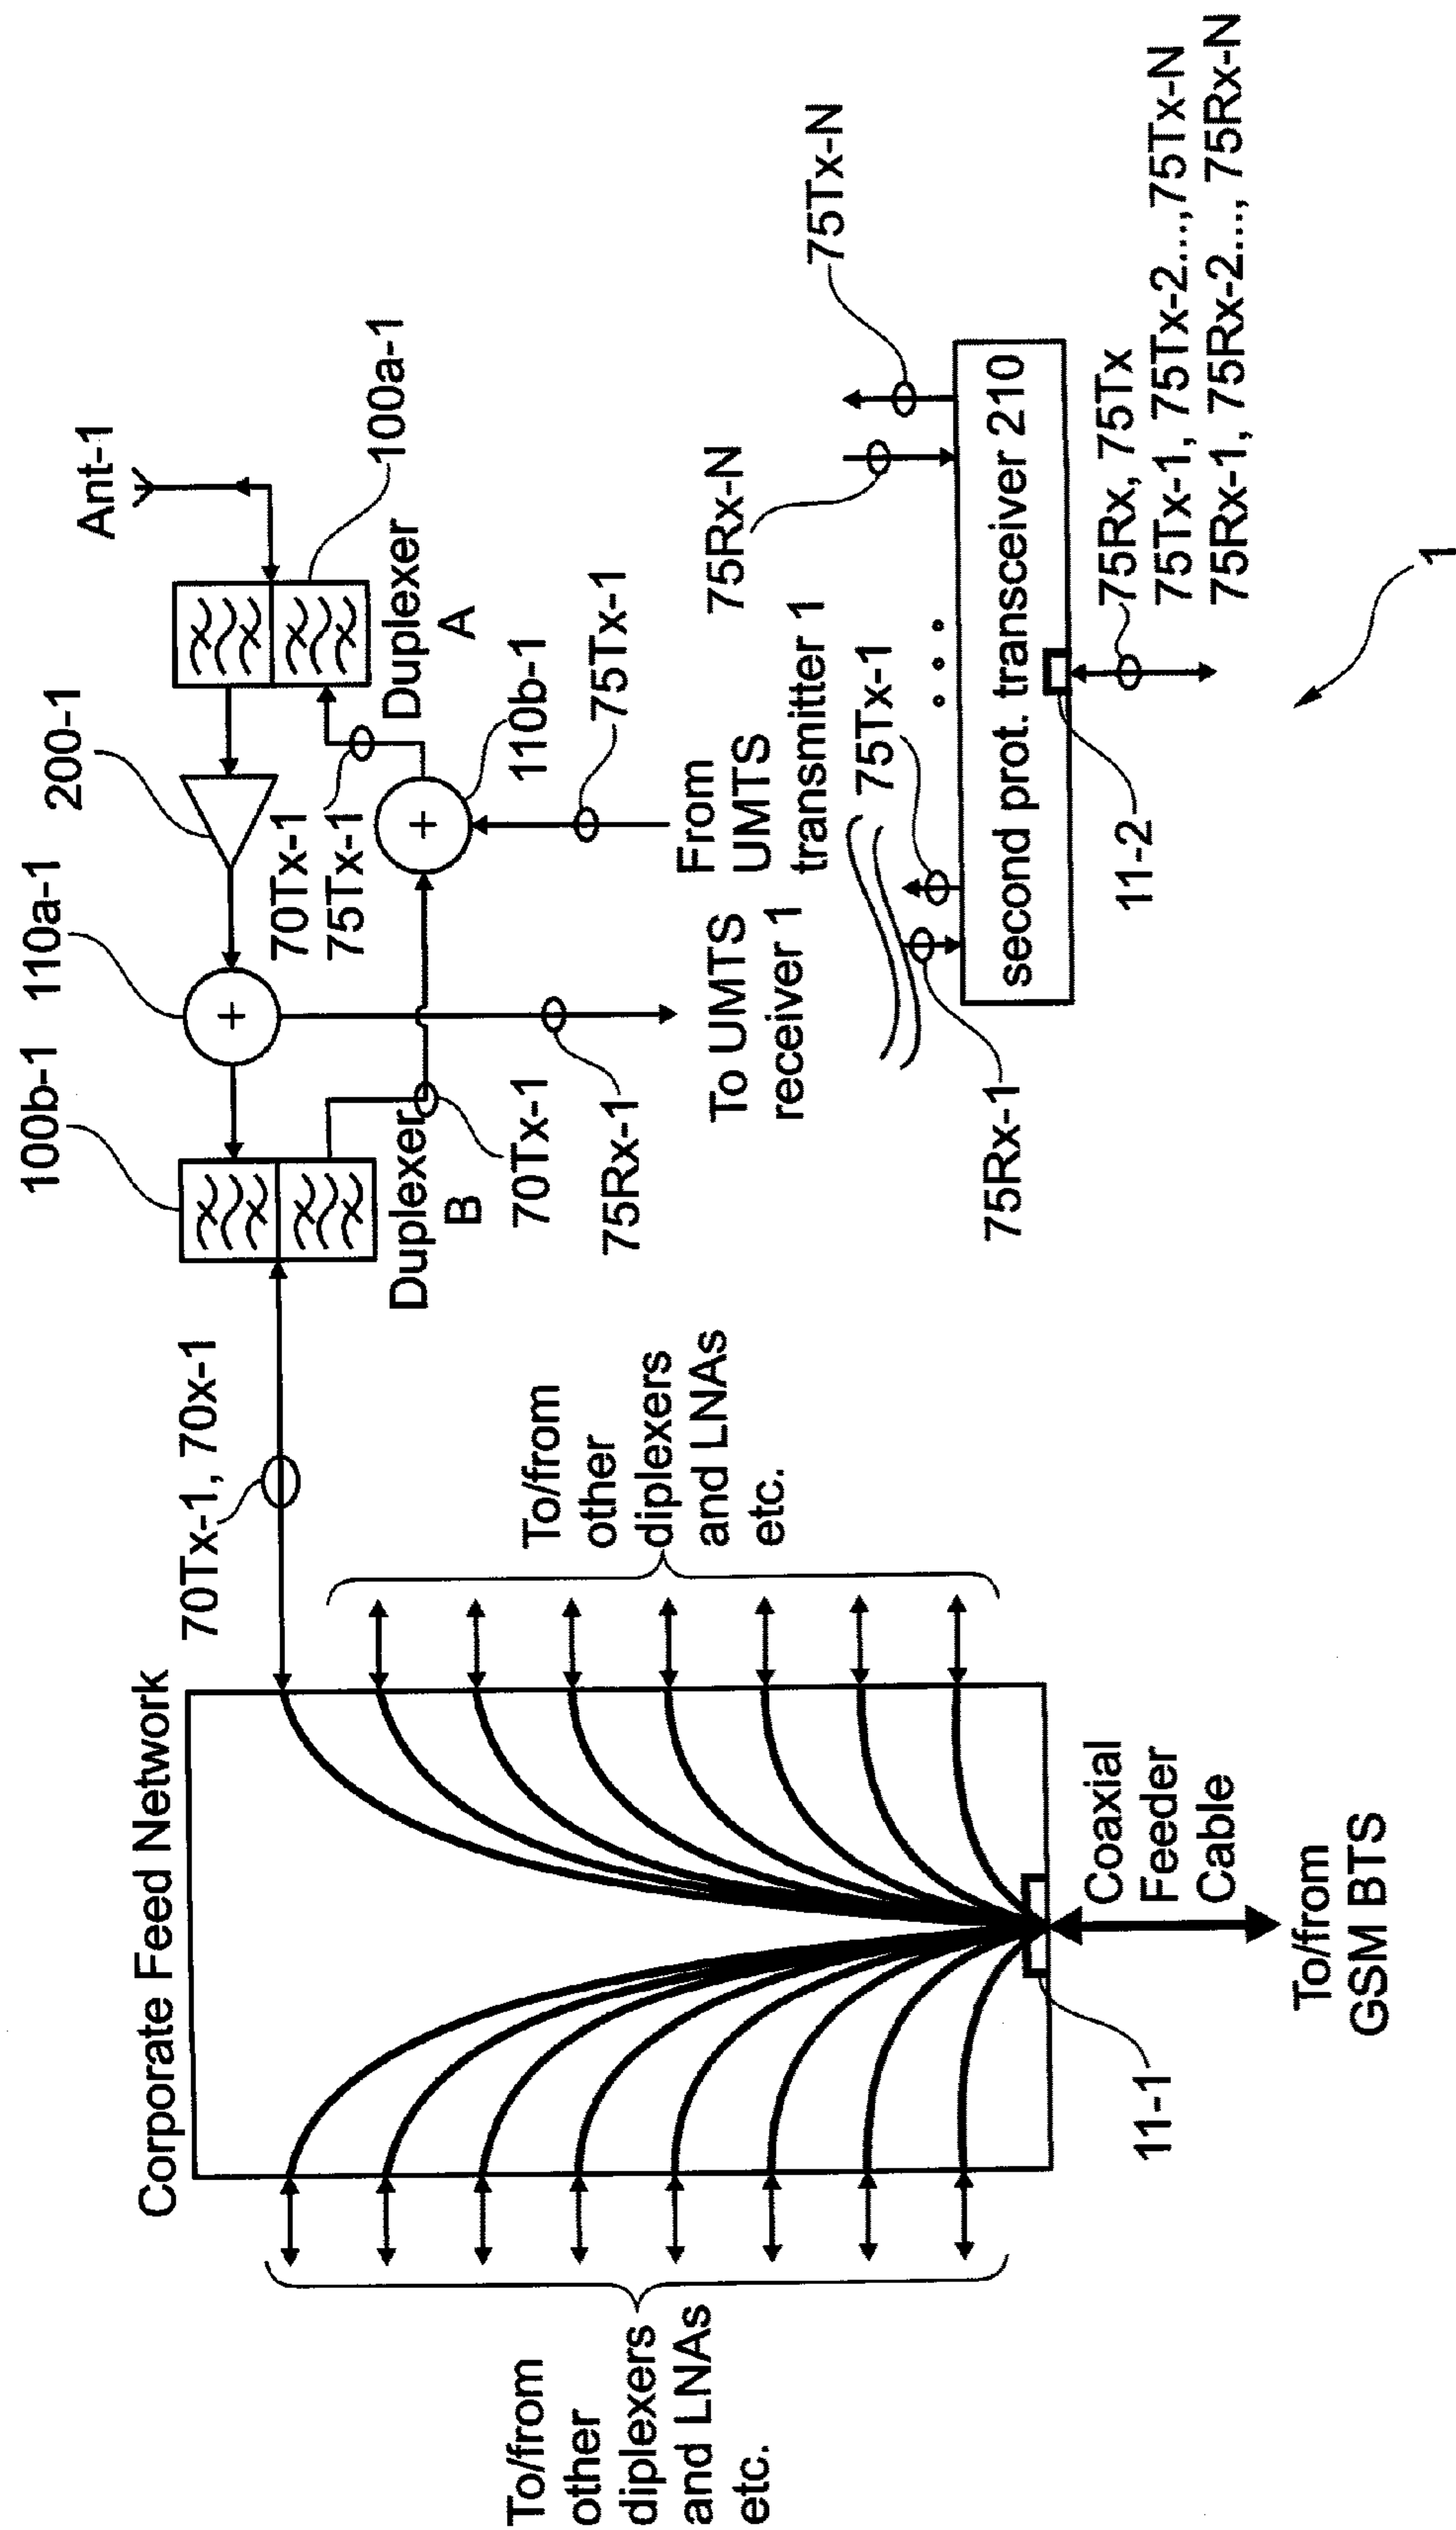 Corporate Feed Network
To/from
other
diplexers
and LNAs
etc.
11-1
Coaxial
Feeder
Cable
To/from
GSM BTS
70Tx-1, 70x-1
To/from
other
diplexers
and LNAs
etc.
100b-1
110a-1
200-1
Ant-1
100a-1
Duplexer
A
Duplexer
B
70Tx-1
75Tx-1
110b-1
70Tx-1
75Rx-1
75Tx-1
To UMTS
receiver 1
From
UMTS
transmitter 1
75Rx-1
75Tx-1
75Rx-N
75Tx-N
second prot. transceiver 210
11-2
75Rx, 75Tx
75Tx-1, 75Tx-2...,75Tx-N
75Rx-1, 75Rx-2..., 75Rx-N
1